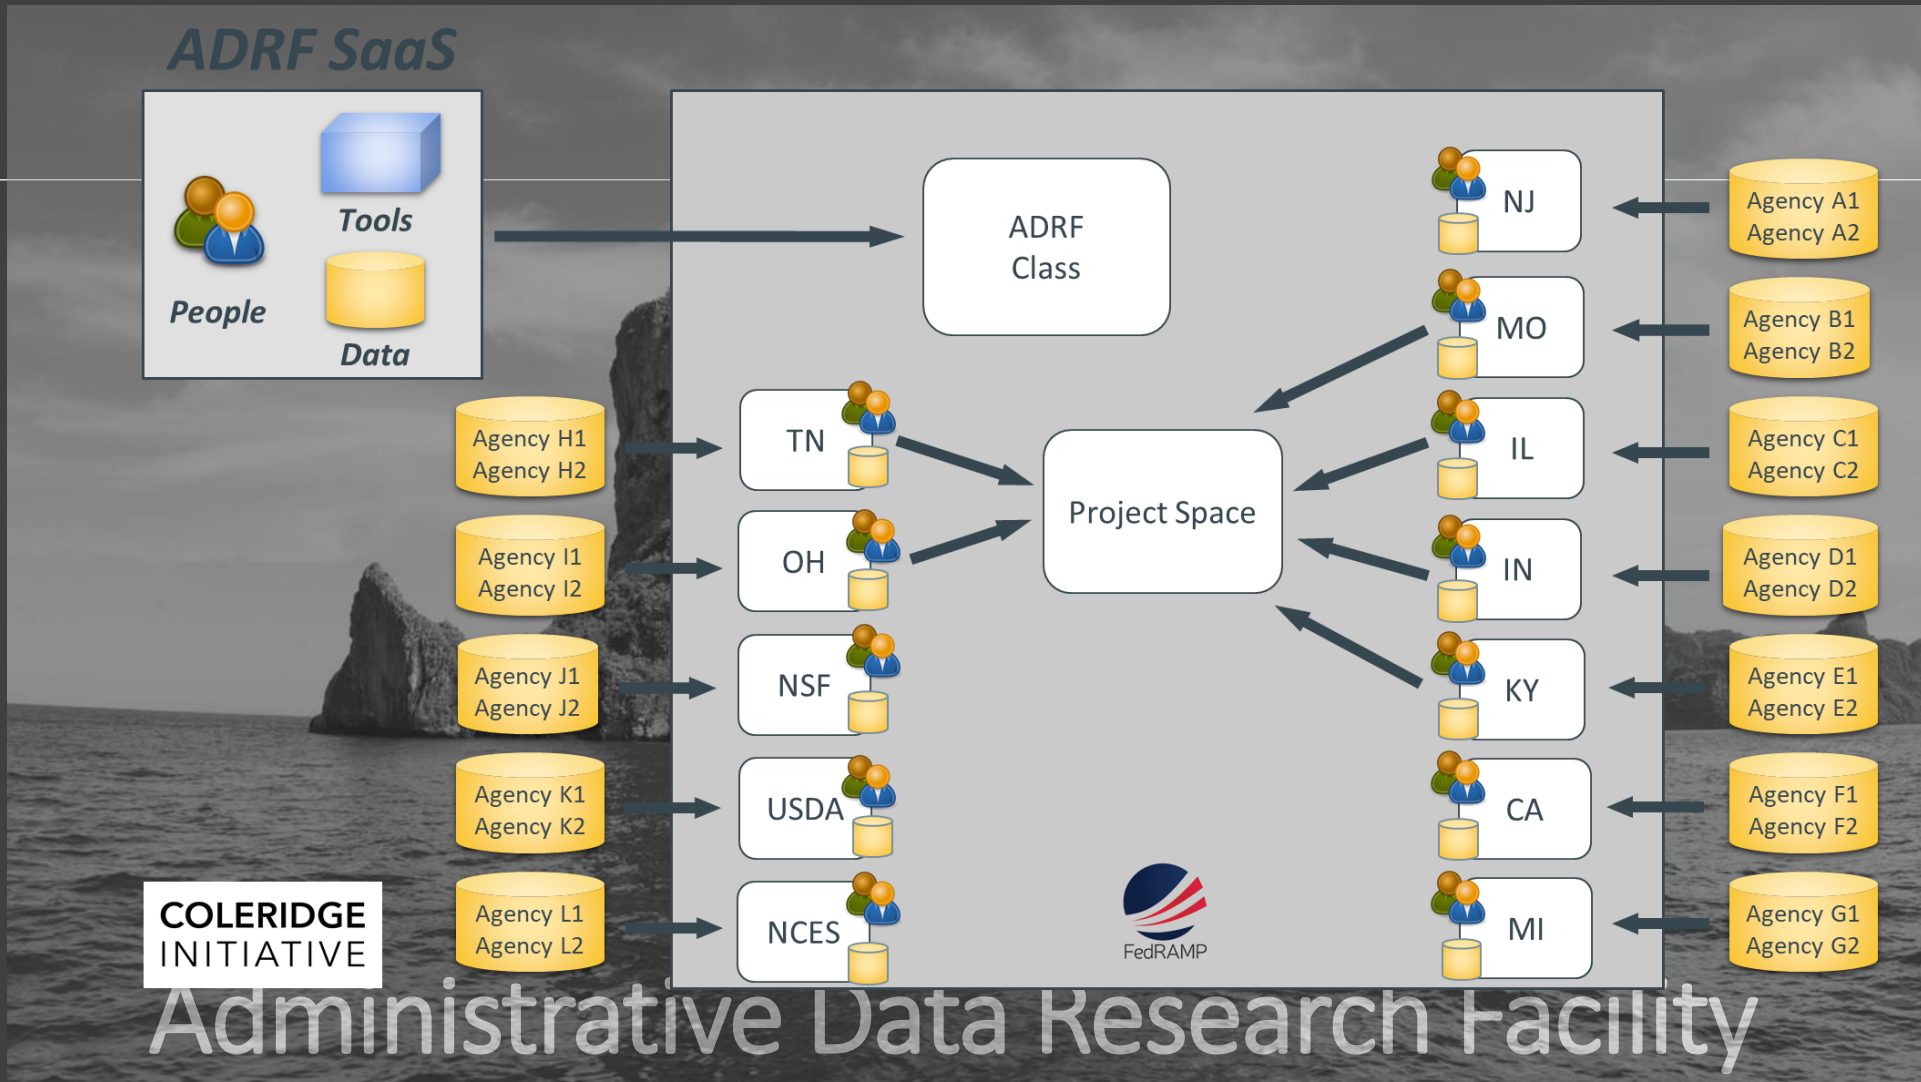 ADRF SaaS
Tools
People
Data
ADRF
Class
NJ
Agency A1
Agency A2
MO
Agency B1
Agency B2
Agency H1
Agency H2
TN
Project Space
IL
Agency C1
Agency C2
Agency I1
Agency I2
OH
IN
Agency D1
Agency D2
Agency J1
Agency J2
NSF
KY
Agency E1
Agency E2
Agency K1
Agency K2
USDA
CA
Agency F1
Agency F2
Agency L1
Agency L2
NCES
MI
Agency G1
Agency G2
FedRAMP
COLERIDGE
INITIATIVE
Administrative Data Research Facility